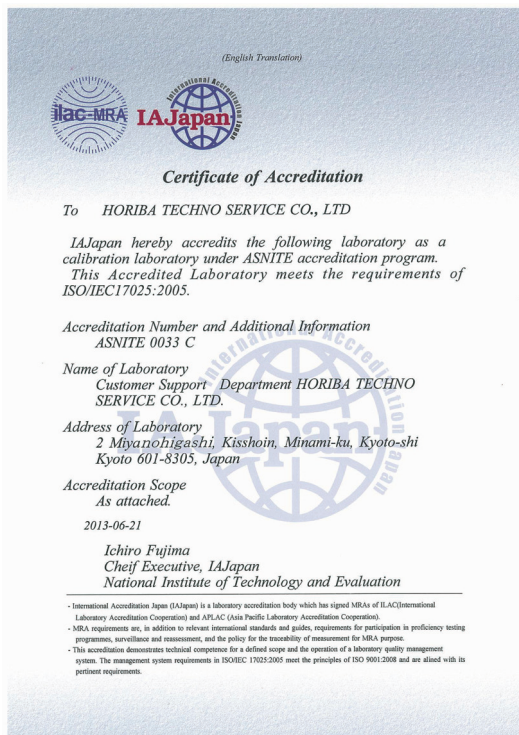 (English Translation)
ilac-MRA
International Accreditation Japan
IAJapan
Certificate of Accreditation
To HORIBA TECHNO SERVICE CO., LTD
IAJapan hereby accredits the following laboratory as a
calibration laboratory under ASNITE accreditation program.
This Accredited Laboratory meets the requirements of
ISO/IEC17025:2005.
Accreditation Number and Additional Information
ASNITE 0033 C
Name of Laboratory
Customer Support Department HORIBA TECHNO
SERVICE CO., LTD.
Address of Laboratory
2 Miyanohigashi, Kisshoin, Minami-ku, Kyoto-shi
Kyoto 601-8305, Japan
Accreditation Scope
As attached.
2013-06-21
Ichiro Fujima
Cheif Executive, IAJapan
National Institute of Technology and Evaluation
International Accreditation Japan
IAJapan
- International Accreditation Japan (IAJapan) is a laboratory accreditation body which has signed MRAs of ILAC(International
Laboratory Accreditation Cooperation) and APLAC (Asia Pacific Laboratory Accreditation Cooperation).
- MRA requirements are, in addition to relevant international standards and guides, requirements for participation in proficiency testing
programmes, surveillance and reassessment, and the policy for the traceability of measurement for MRA purpose.
- This accreditation demonstrates technical competence for a defined scope and the operation of a laboratory quality management
system. The management system requirements in ISO/IEC 17025:2005 meet the principles of ISO 9001:2008 and are alined with its
pertinent requirements.